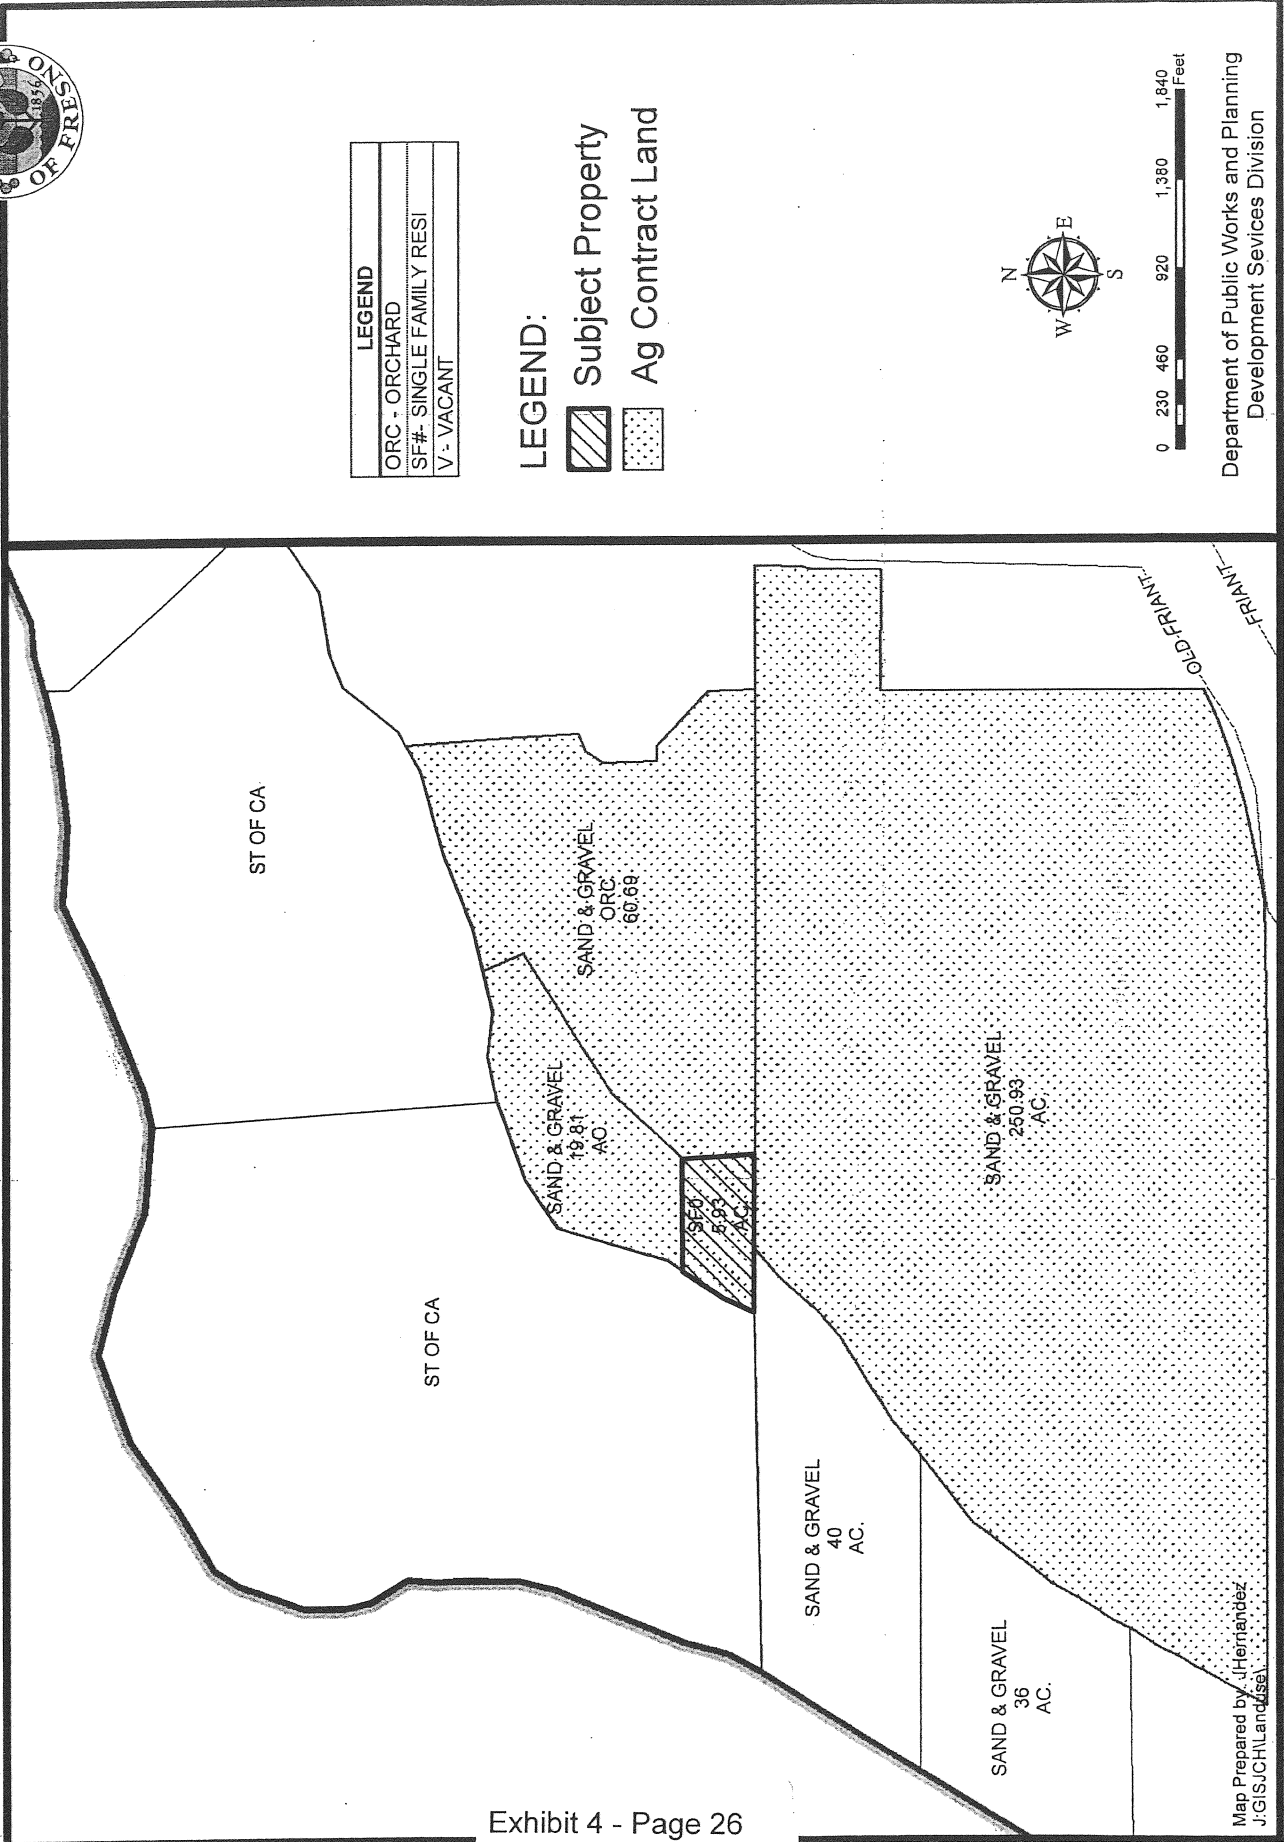 OF FRESNO
1856
LEGEND
ORC - ORCHARD
SF#- SINGLE FAMILY RESI
V - VACANT
LEGEND:
Subject Property
Ag Contract Land
N
W
E
S
0 230 460 920 1,380 1,840
Feet
Department of Public Works and Planning
Development Sevices Division
ST OF CA
ST OF CA
SAND & GRAVEL
ORC
60.69
SAND & GRAVEL
19.81
AC
SF0
5.93
AC.
SAND & GRAVEL
250.93
AC.
SAND & GRAVEL
40
AC.
SAND & GRAVEL
36
AC.
OLD FRIANT
FRIANT
Map Prepared by: JHernandez
J:GISJCH\Landuse\
Exhibit 4 - Page 26